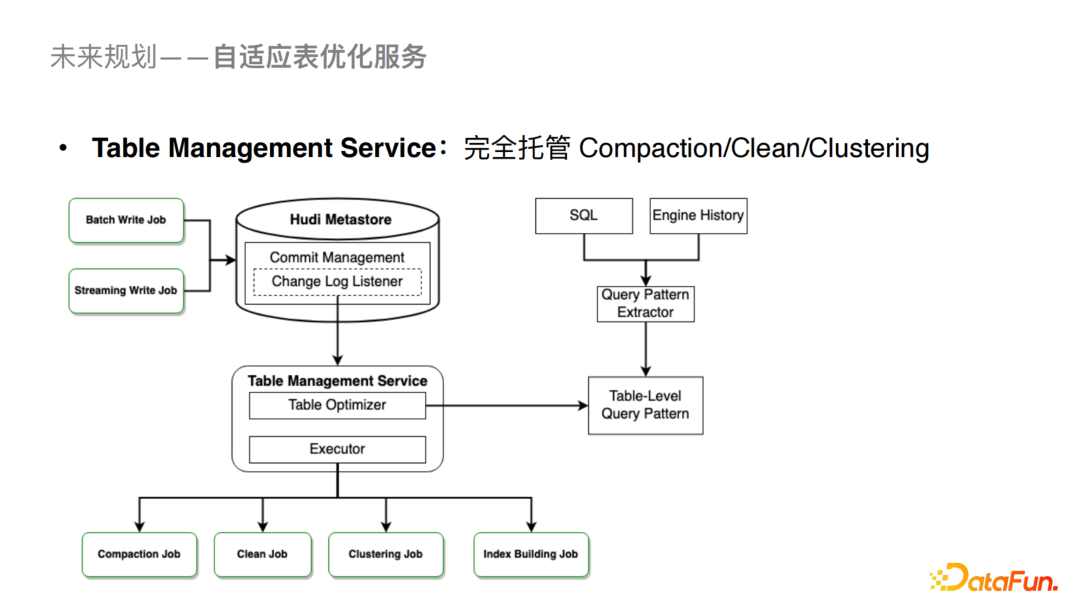 未来规划——自适应表优化服务
• Table Management Service：完全托管 Compaction/Clean/Clustering
Batch Write Job
Streaming Write Job
Hudi Metastore
Commit Management
Change Log Listener
SQL
Engine History
Query Pattern
Extractor
Table Management Service
Table Optimizer
Executor
Table-Level
Query Pattern
Compaction Job
Clean Job
Clustering Job
Index Building Job
DataFun.